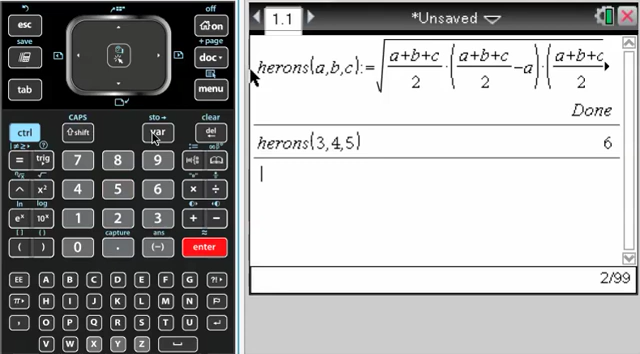 esc
save
tab
off
on
+ page
doc
menu
ctrl
CAPS
shift
sto→
var
clear
del
= trig 7 8 9
^ x² 4 5 6 × ÷
ln log
eˣ 10ˣ 1 2 3 + −
capture ans
( ) 0 . (−) enter
EE A B C D E F G ?!
π H I J K L M N
, O P Q R S T U
V W X Y Z
1.1 *Unsaved
herons(a,b,c):=√(a+b+c)/2·((a+b+c)/2−a)·((a+b+c)/2
Done
herons(3,4,5) 6
2/99